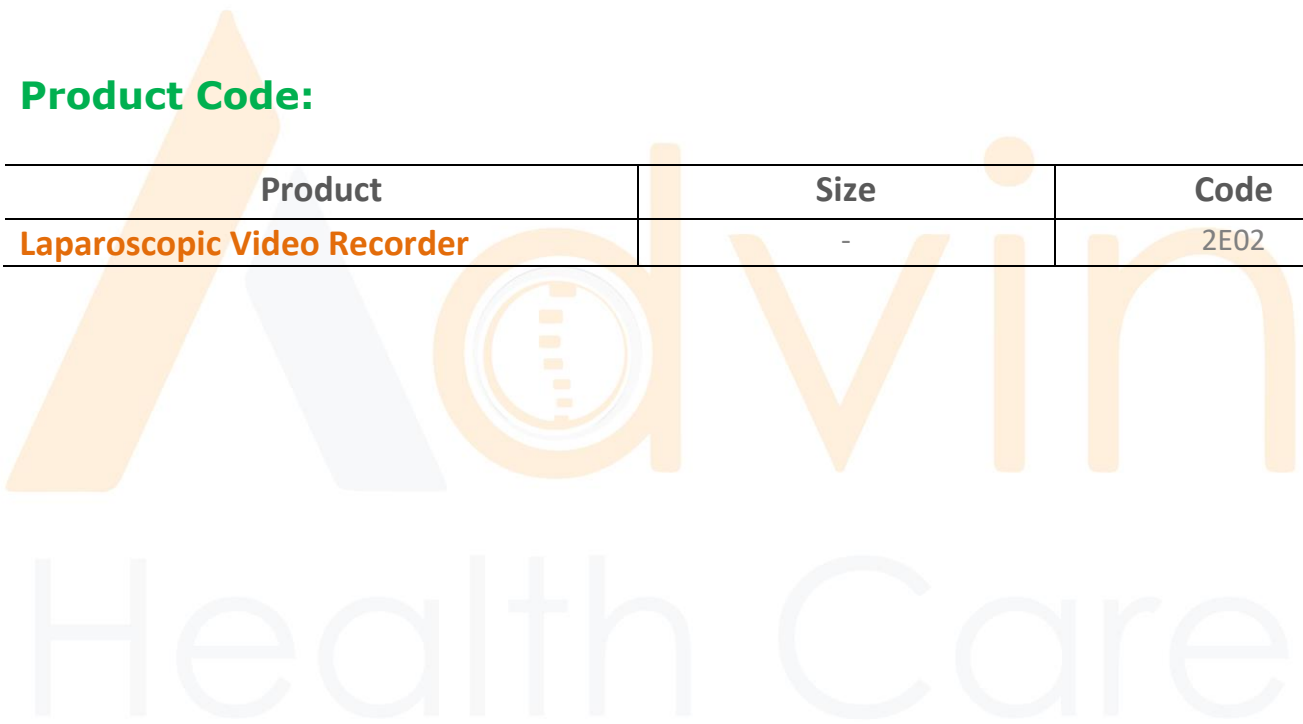 Product Code:
Product Size Code
Laparoscopic Video Recorder - 2E02
Advin
Health Care